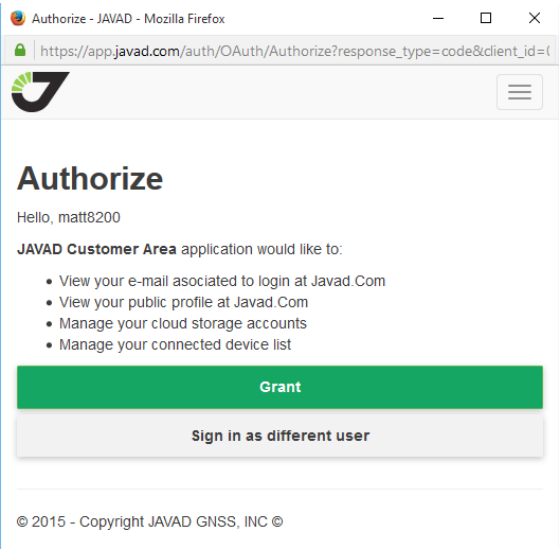 Authorize - JAVAD - Mozilla Firefox
https://app.javad.com/auth/OAuth/Authorize?response_type=code&client_id=
Authorize
Hello, matt8200
JAVAD Customer Area application would like to:
View your e-mail asociated to login at Javad.Com
View your public profile at Javad.Com
Manage your cloud storage accounts
Manage your connected device list
Grant
Sign in as different user
© 2015 - Copyright JAVAD GNSS, INC ©